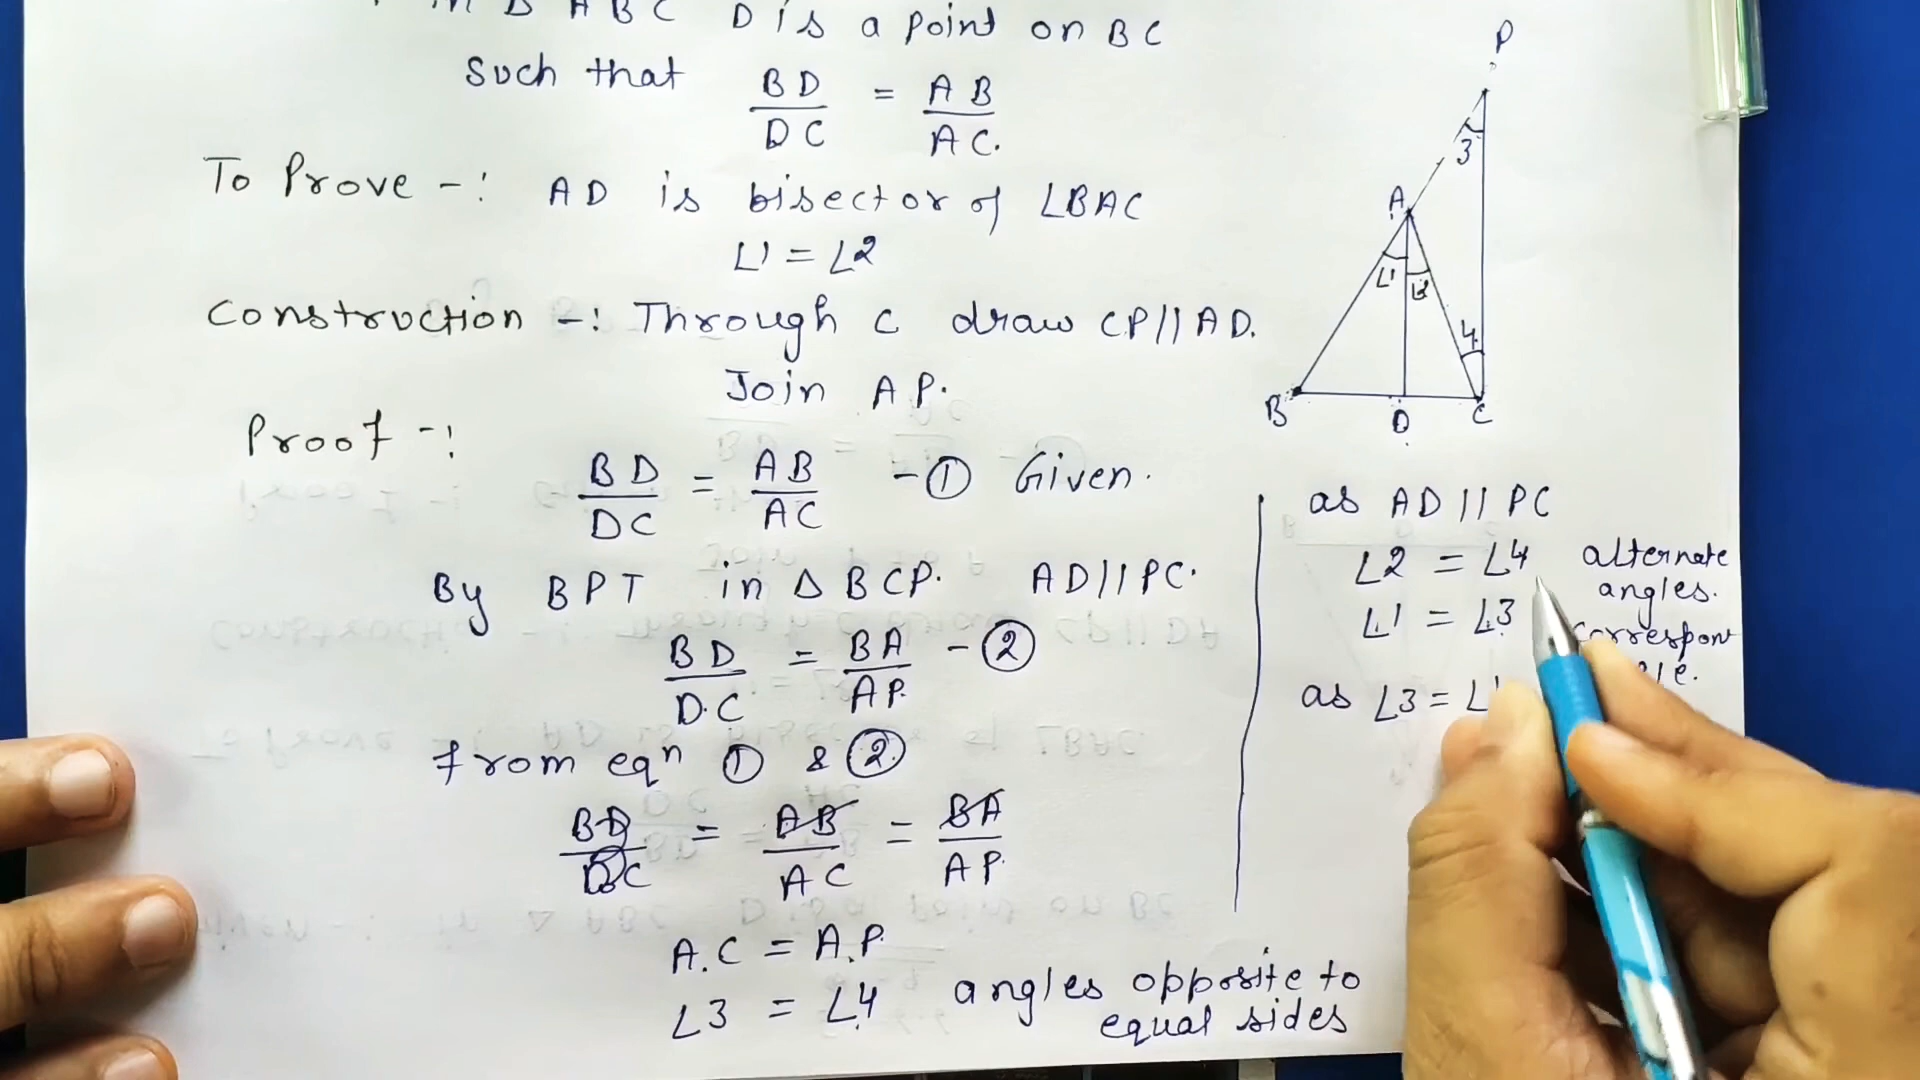 in Δ ABC D is a point on BC
Such that BD/DC = AB/AC.
To Prove -: AD is bisector of ∠BAC
∠1 = ∠2
Construction -: Through C draw CP||AD.
Join AP.
Proof -:
BD/DC = AB/AC - ① Given.
By BPT in Δ BCP. AD||PC.
BD/D.C = BA/AP. - ②
From eqn ① & ②
BD/DC = AB/AC = BA/AP.
A.C = A.P.
∠3 = ∠4 angles opposite to
equal sides
P
3
A
∠1 ∠2
4
B D C
as AD || PC
∠2 = ∠4 alternate
angles.
∠1 = ∠3
as ∠3 =